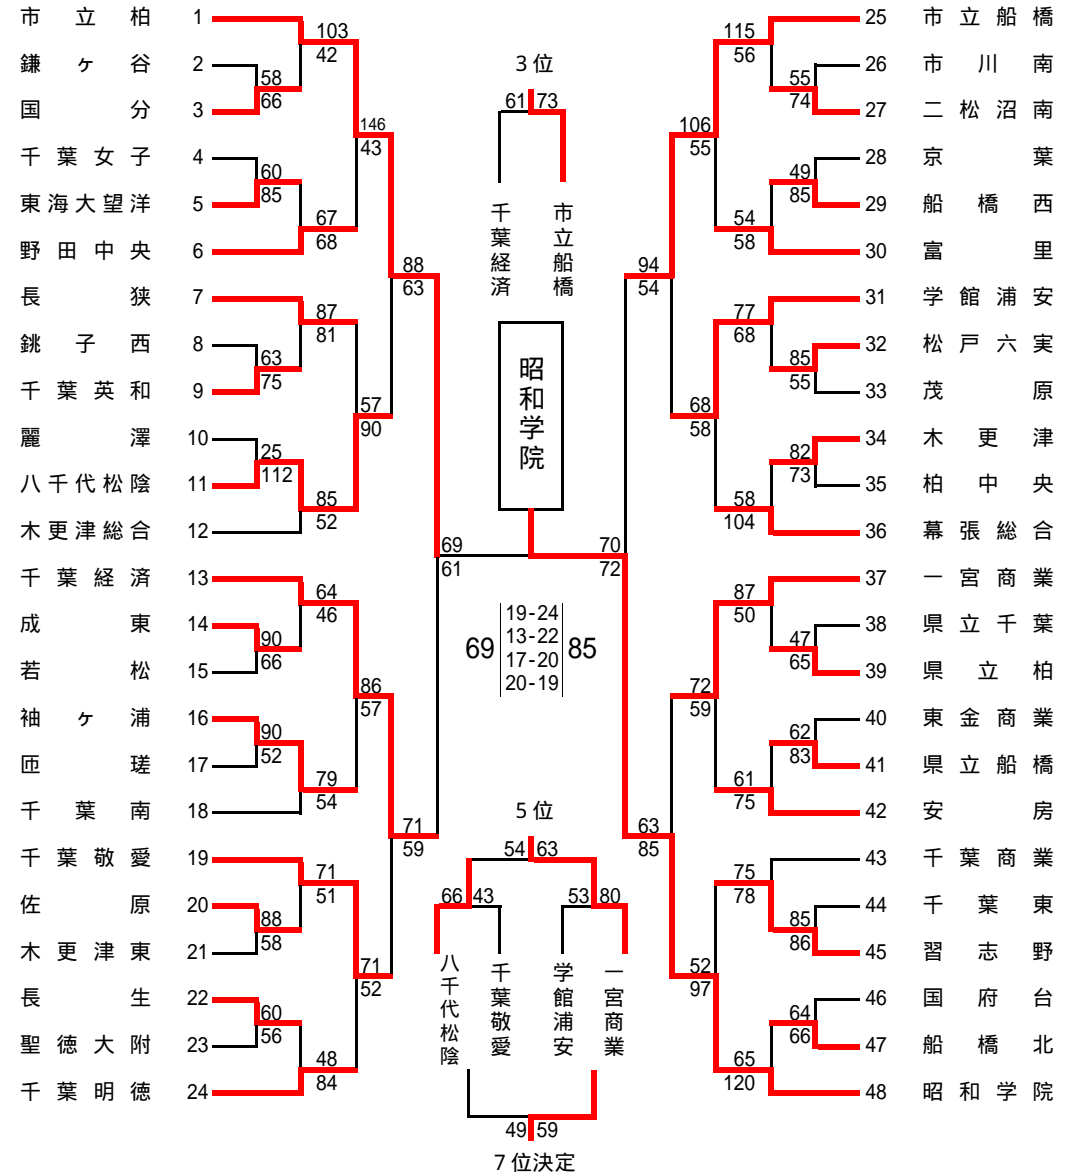 市立柏 1
鎌ヶ谷 2
国分 3
千葉女子 4
東海大望洋 5
野田中央 6
長狭 7
銚子西 8
千葉英和 9
麗澤 10
八千代松陰 11
木更津総合 12
千葉経済 13
成東 14
若松 15
袖ヶ浦 16
匝瑳 17
千葉南 18
千葉敬愛 19
佐原 20
木更津東 21
長生 22
聖徳大附 23
千葉明徳 24
103
42
58
66
60
85
67
68
146
43
87
81
63
75
25
112
85
52
57
90
88
63
64
46
90
66
90
52
79
54
86
57
71
51
88
58
60
56
48
84
71
52
71
59
69
61
3位
61 73
千葉経済
市立船橋
昭和学院
69
19-24
13-22
17-20
20-19
85
5位
54 63
66 43
53 80
八千代松陰
千葉敬愛
学館浦安
一宮商業
49 59
7位決定
115
56
55
74
49
85
54
58
106
55
77
68
85
55
82
73
58
104
68
58
94
54
70
72
87
50
47
65
62
83
61
75
72
59
75
78
85
86
64
66
65
120
52
97
63
85
25 市立船橋
26 市川南
27 二松沼南
28 京葉
29 船橋西
30 富里
31 学館浦安
32 松戸六実
33 茂原
34 木更津
35 柏中央
36 幕張総合
37 一宮商業
38 県立千葉
39 県立柏
40 東金商業
41 県立船橋
42 安房
43 千葉商業
44 千葉東
45 習志野
46 国府台
47 船橋北
48 昭和学院